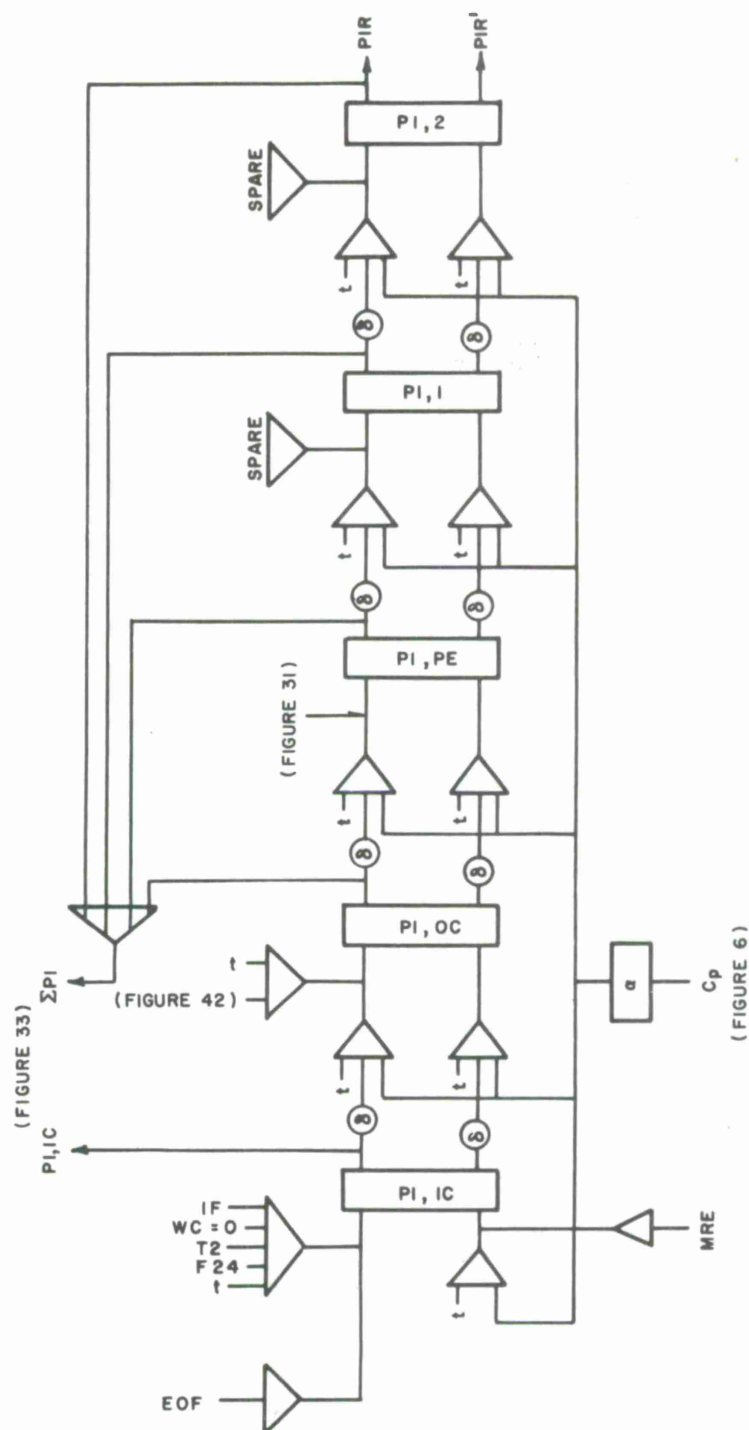 PIR
PIR'
PI,2
SPARE
t
t
δ
δ
PI,1
SPARE
t
t
δ
δ
PI,PE
(FIGURE 31)
t
t
δ
δ
PI,OC
t
(FIGURE 42)
ΣPI
(FIGURE 33)
PI,IC
t
t
δ
δ
PI,IC
IF
WC = 0
T2
F24
t
t
EOF
MRE
α
Cp
(FIGURE 6)